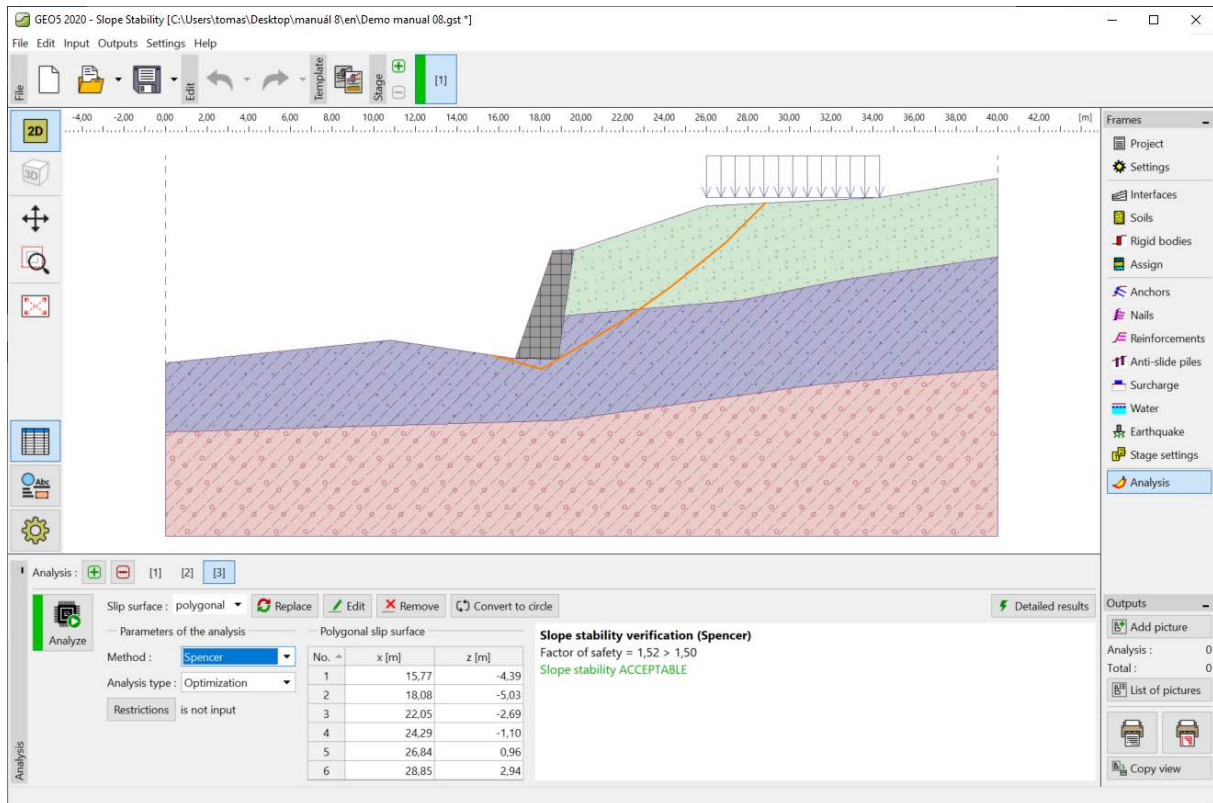 GEO5 2020 - Slope Stability [C:\Users\tomas\Desktop\manuál 8\en\Demo manual 08.gst *]
File Edit Input Outputs Settings Help
File
Edit
Template
Stage
[1]
-4,00 -2,00 0,00 2,00 4,00 6,00 8,00 10,00 12,00 14,00 16,00 18,00 20,00 22,00 24,00 26,00 28,00 30,00 32,00 34,00 36,00 38,00 40,00 42,00 [m]
2D
3D
Abc
Frames
Project
Settings
Interfaces
Soils
Rigid bodies
Assign
Anchors
Nails
Reinforcements
Anti-slide piles
Surcharge
Water
Earthquake
Stage settings
Analysis
Analysis : [1] [2] [3]
Analyze
Slip surface : polygonal Replace Edit Remove Convert to circle Detailed results
Parameters of the analysis
Method : Spencer
Analysis type : Optimization
Restrictions is not input
Polygonal slip surface
No. x [m] z [m]
1 15,77 -4,39
2 18,08 -5,03
3 22,05 -2,69
4 24,29 -1,10
5 26,84 0,96
6 28,85 2,94
Slope stability verification (Spencer)
Factor of safety = 1,52 > 1,50
Slope stability ACCEPTABLE
Analysis
Outputs
Add picture
Analysis : 0
Total : 0
List of pictures
Copy view